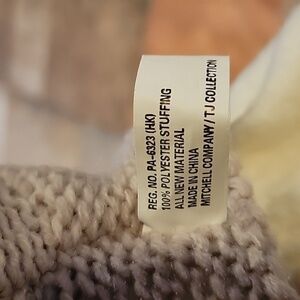 REG. NO. PA-6323 (HK)
100% POLYESTER STUFFING
ALL NEW MATERIAL
MADE IN CHINA
MITCHELL COMPANY / TJ COLLECTION